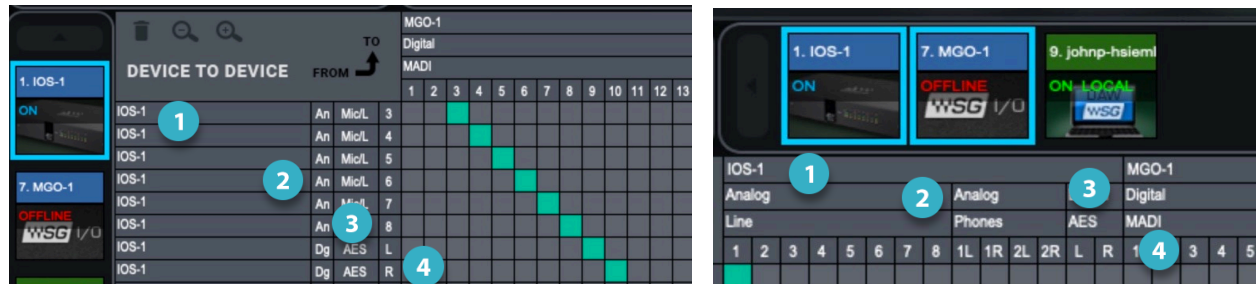 MGO-1
Digital
MADI
TO
DEVICE TO DEVICE FROM
1 2 3 4 5 6 7 8 9 10 11 12 13
1. IOS-1
ON
7. MGO-1
OFFLINE
WSG I/O
IOS-1 An Mic/L 3
IOS-1 An Mic/L 4
IOS-1 An Mic/L 5
IOS-1 An Mic/L 6
IOS-1 An Mic/L 7
IOS-1 An 8
IOS-1 Dg AES L
IOS-1 Dg AES R
1
2
3
4
1. IOS-1
ON
7. MGO-1
OFFLINE
WSG I/O
9. johnp-hsieml
ON LOCAL
DAW
WSG
IOS-1 MGO-1
Analog Analog Digital
Line Phones AES MADI
1 2 3 4 5 6 7 8 1L 1R 2L 2R L R 1 3 4 5
1
2
3
4